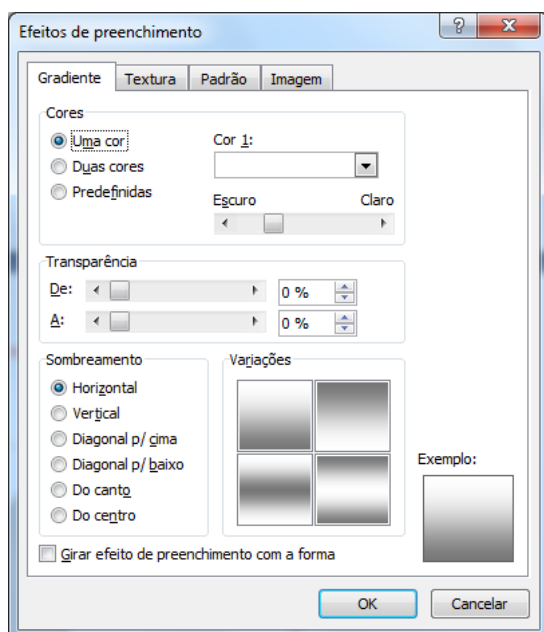 Efeitos de preenchimento
Gradiente Textura Padrão Imagem
Cores
Uma cor Cor 1:
Duas cores
Predefinidas Escuro Claro
Transparência
De: 0 %
A: 0 %
Sombreamento Variações
Horizontal
Vertical
Diagonal p/ cima
Diagonal p/ baixo Exemplo:
Do canto
Do centro
Girar efeito de preenchimento com a forma
OK Cancelar